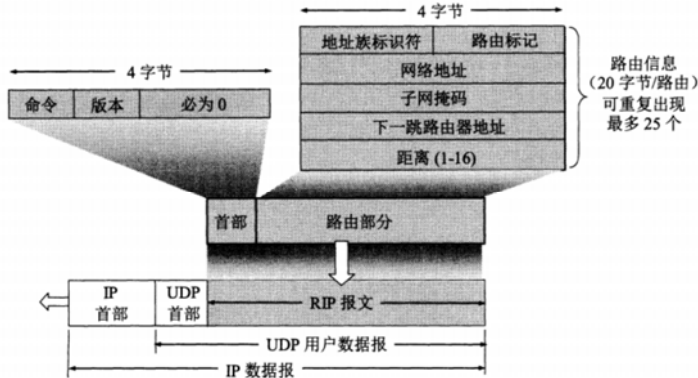 4 字节
地址族标识符 路由标记
网络地址
子网掩码
下一跳路由器地址
距离 (1-16)
路由信息
(20 字节/路由)
可重复出现
最多 25 个
4 字节
命令 版本 必为 0
首部 路由部分
IP
首部
UDP
首部
RIP 报文
UDP 用户数据报
IP 数据报